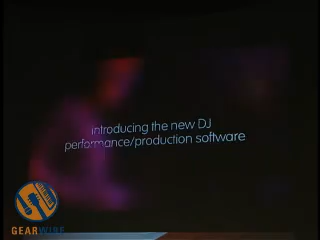 introducing the new DJ
performance/production software
GEARWIRE